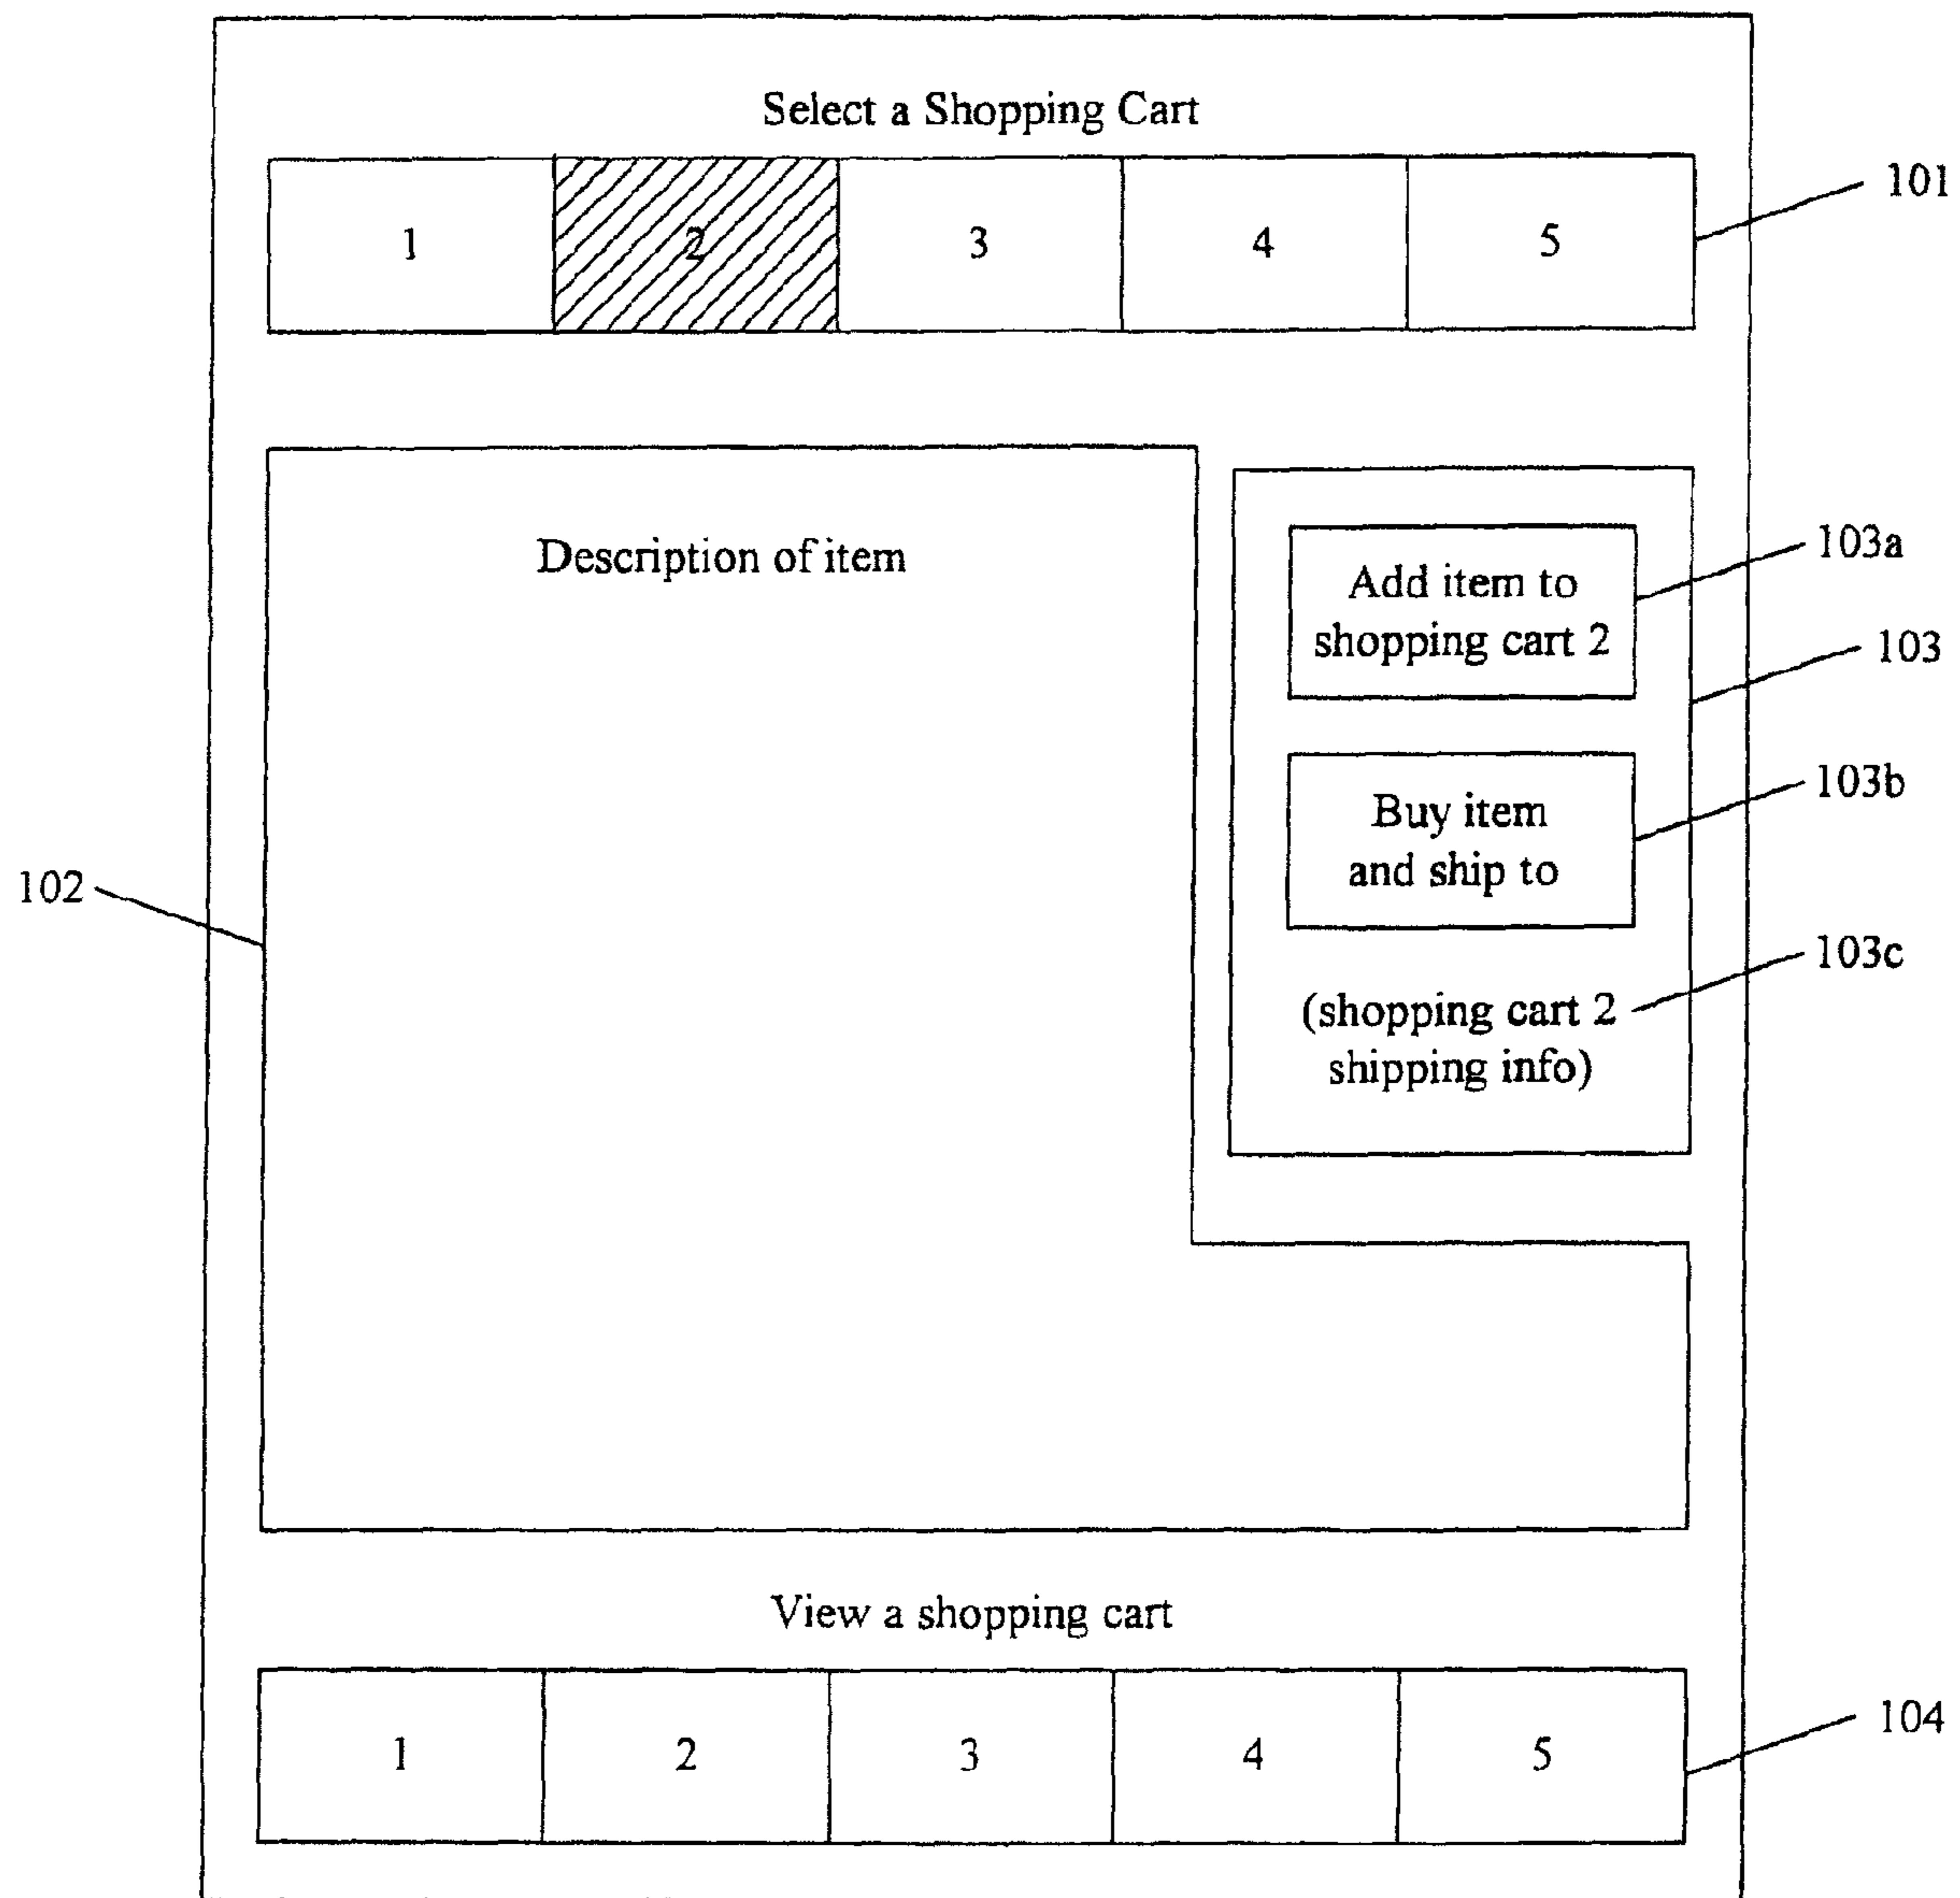 Select a Shopping Cart
101
1 2 3 4 5
Description of item
103a
Add item to
shopping cart 2
103
103b
Buy item
and ship to
102
103c
(shopping cart 2
shipping info)
View a shopping cart
104
1 2 3 4 5